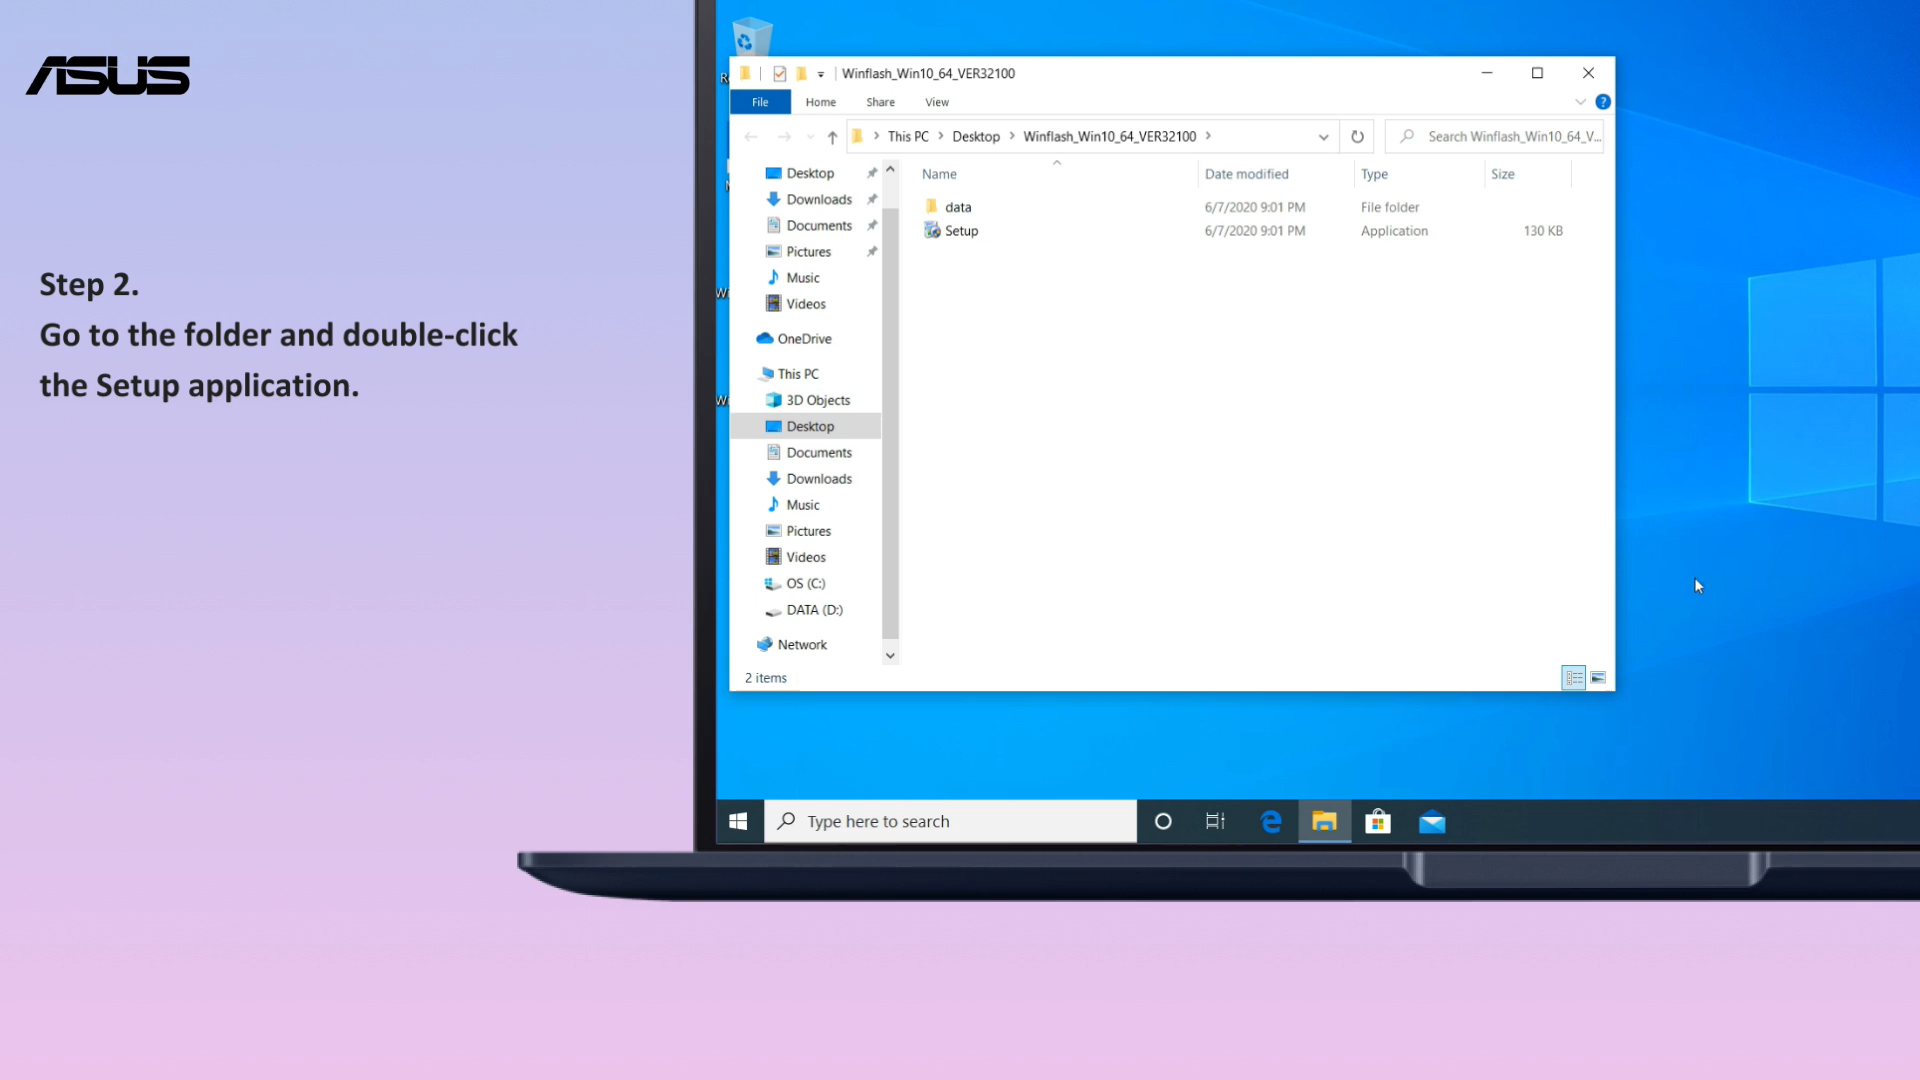 ASUS
Step 2.
Go to the folder and double-click
the Setup application.
Winflash_Win10_64_VER32100
File Home Share View
This PC Desktop Winflash_Win10_64_VER32100
Search Winflash_Win10_64_V...
Name Date modified Type Size
data 6/7/2020 9:01 PM File folder
Setup 6/7/2020 9:01 PM Application 130 KB
Desktop
Downloads
Documents
Pictures
Music
Videos
OneDrive
This PC
3D Objects
Desktop
Documents
Downloads
Music
Pictures
Videos
OS (C:)
DATA (D:)
Network
2 items
Type here to search